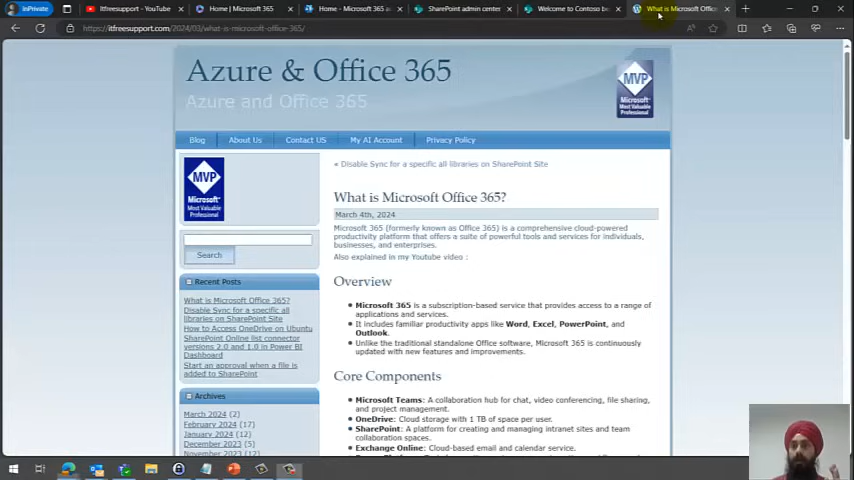 InPrivate
Itfreesupport - YouTube
Home | Microsoft 365
Home - Microsoft 365 a
SharePoint admin center
Welcome to Contoso b
What is Microsoft Offic
https://itfreesupport.com/2024/03/what-is-microsoft-office-365/
Azure & Office 365
Azure and Office 365
MVP
Microsoft
Most Valuable
Professional
Blog
About Us
Contact US
My AI Account
Privacy Policy
MVP
Microsoft
Most Valuable
Professional
Search
Recent Posts
What is Microsoft Office 365?
Disable Sync for a specific all
libraries on SharePoint Site
How to Access OneDrive on Ubuntu
SharePoint Online list connector
versions 2.0 and 1.0 in Power BI
Dashboard
Start an approval when a file is
added to SharePoint
Archives
March 2024 (2)
February 2024 (17)
January 2024 (12)
December 2023 (5)
November 2023
« Disable Sync for a specific all libraries on SharePoint Site
What is Microsoft Office 365?
March 4th, 2024
Microsoft 365 (formerly known as Office 365) is a comprehensive cloud-powered
productivity platform that offers a suite of powerful tools and services for individuals,
businesses, and enterprises.
Also explained in my Youtube video :
Overview
Microsoft 365 is a subscription-based service that provides access to a range of
applications and services.
It includes familiar productivity apps like Word, Excel, PowerPoint, and
Outlook.
Unlike the traditional standalone Office software, Microsoft 365 is continuously
updated with new features and improvements.
Core Components
Microsoft Teams: A collaboration hub for chat, video conferencing, file sharing,
and project management.
OneDrive: Cloud storage with 1 TB of space per user.
SharePoint: A platform for creating and managing intranet sites and team
collaboration spaces.
Exchange Online: Cloud-based email and calendar service.